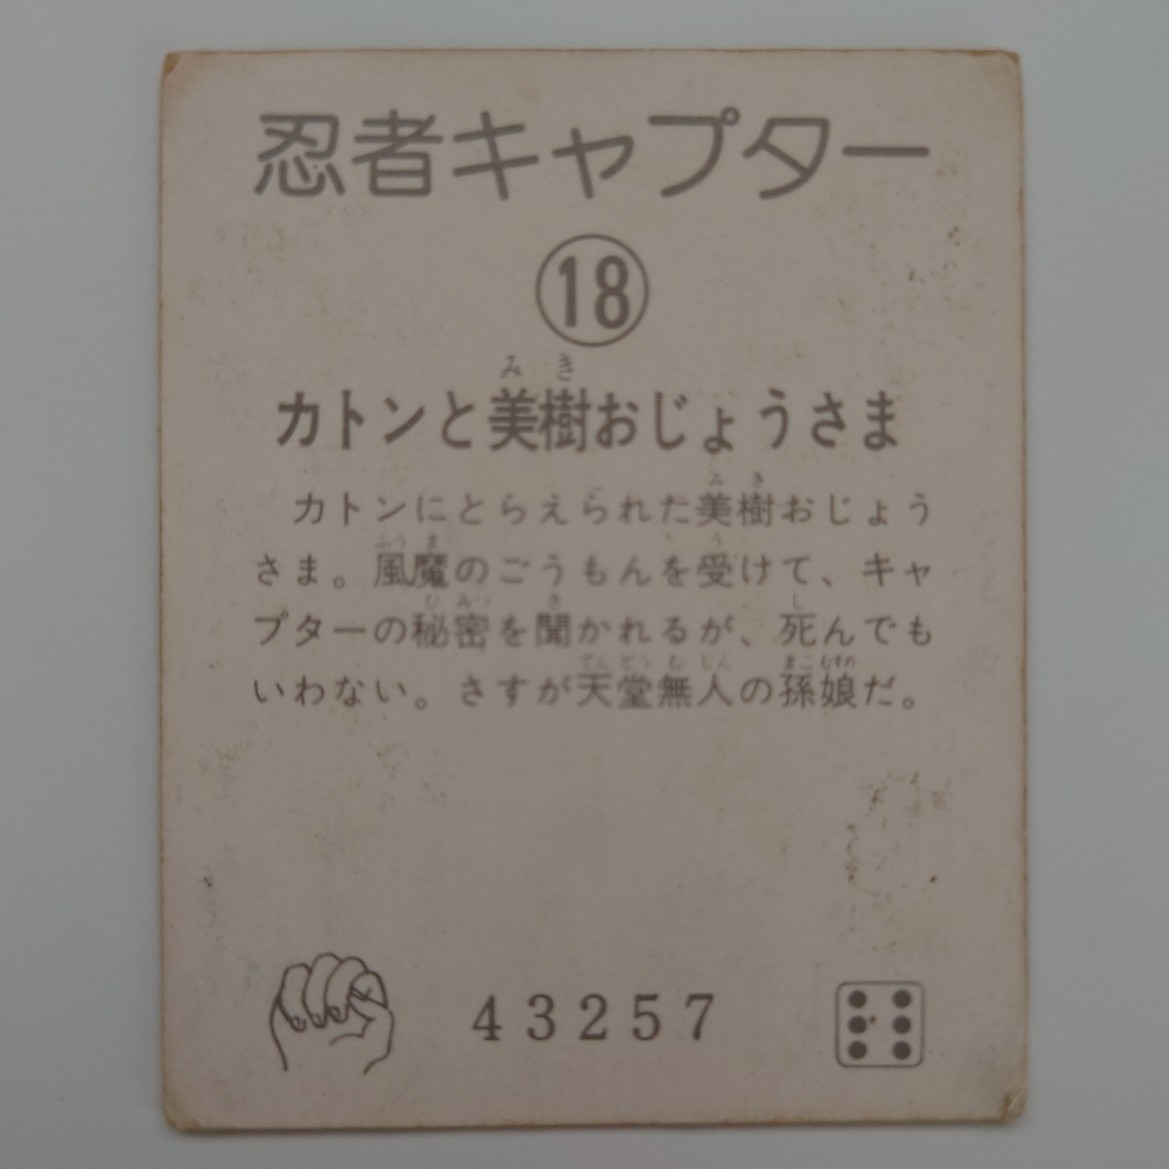 忍者キャプター
18
みき
カトンと美樹おじょうさま
みき
カトンにとらえられた美樹おじょう
ふうま う
さま。風魔のごうもんを受けて、キャ
ひみつ き し
プターの秘密を聞かれるが、死んでも
てんどうむじん まごむすめ
いわない。さすが天堂無人の孫娘だ。
43257